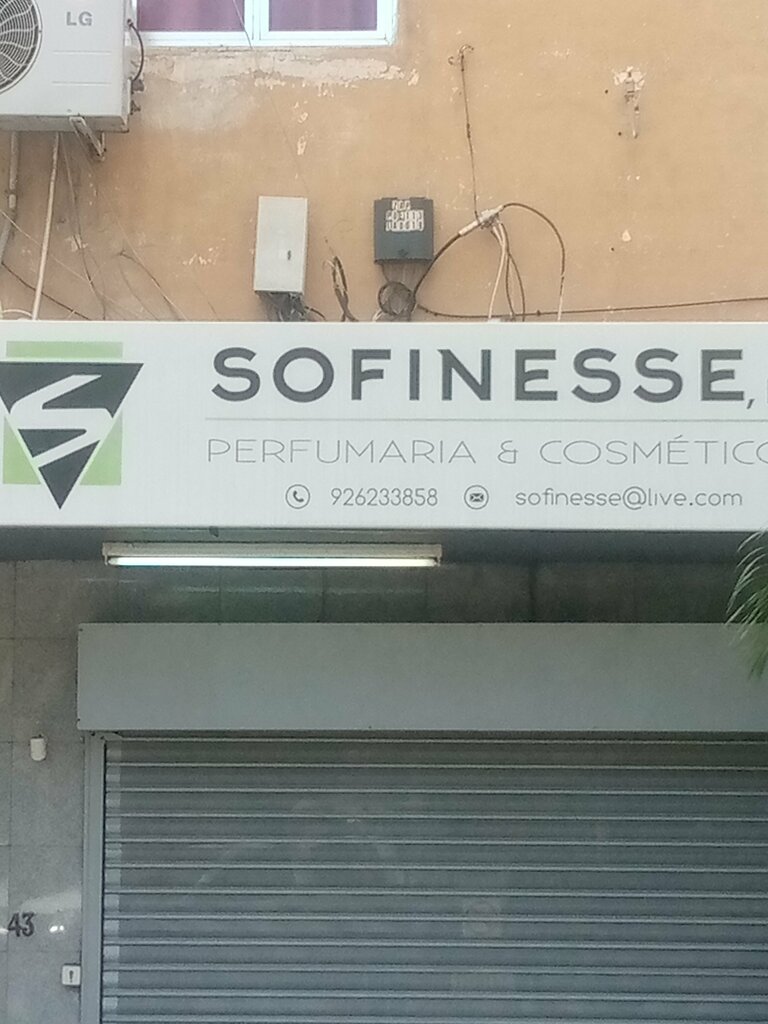 LG
SOFINESSE,
PERFUMARIA & COSMÉTICO
926233858 sofinesse@live.com
43